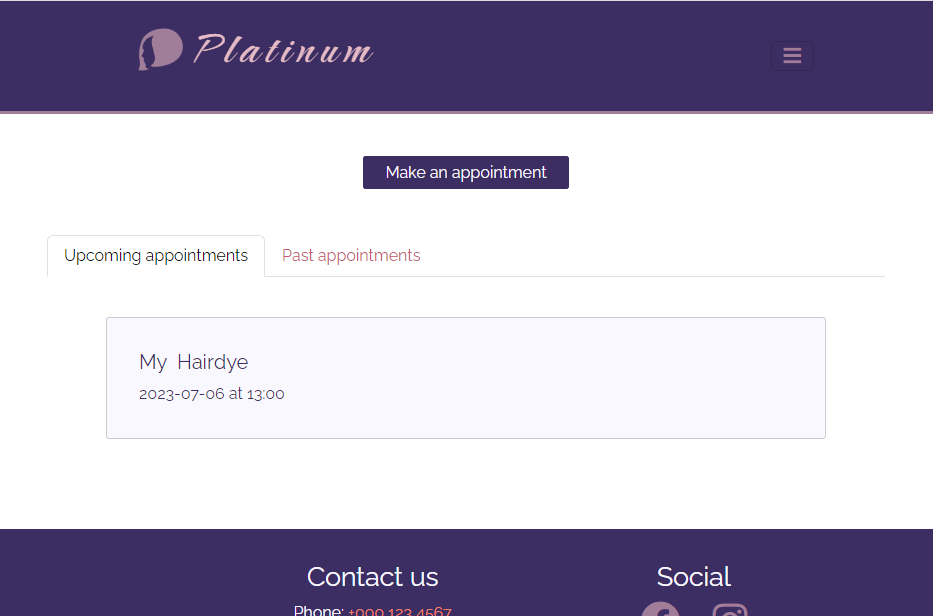 Platinum
Make an appointment
Upcoming appointments
Past appointments
My Hairdye
2023-07-06 at 13:00
Contact us
Social
Phone: +000 123 4567